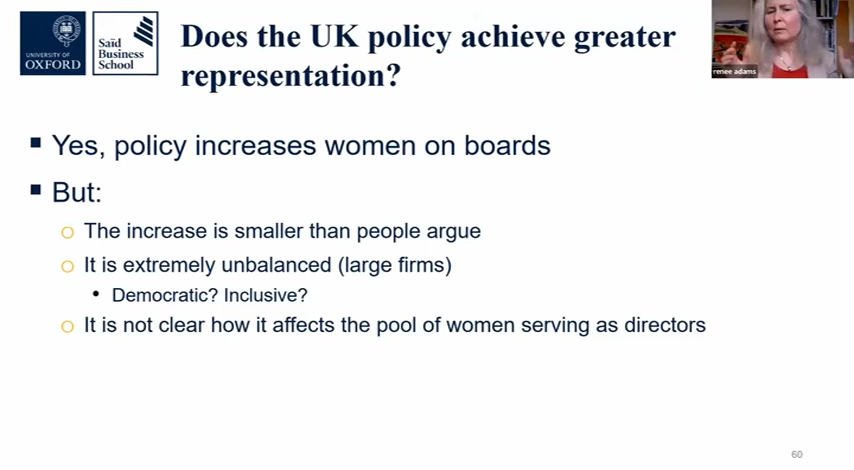 UNIVERSITY OF
OXFORD
Saïd
Business
School
Does the UK policy achieve greater
representation?
renee adams
▪ Yes, policy increases women on boards
▪ But:
o The increase is smaller than people argue
o It is extremely unbalanced (large firms)
• Democratic? Inclusive?
o It is not clear how it affects the pool of women serving as directors
60